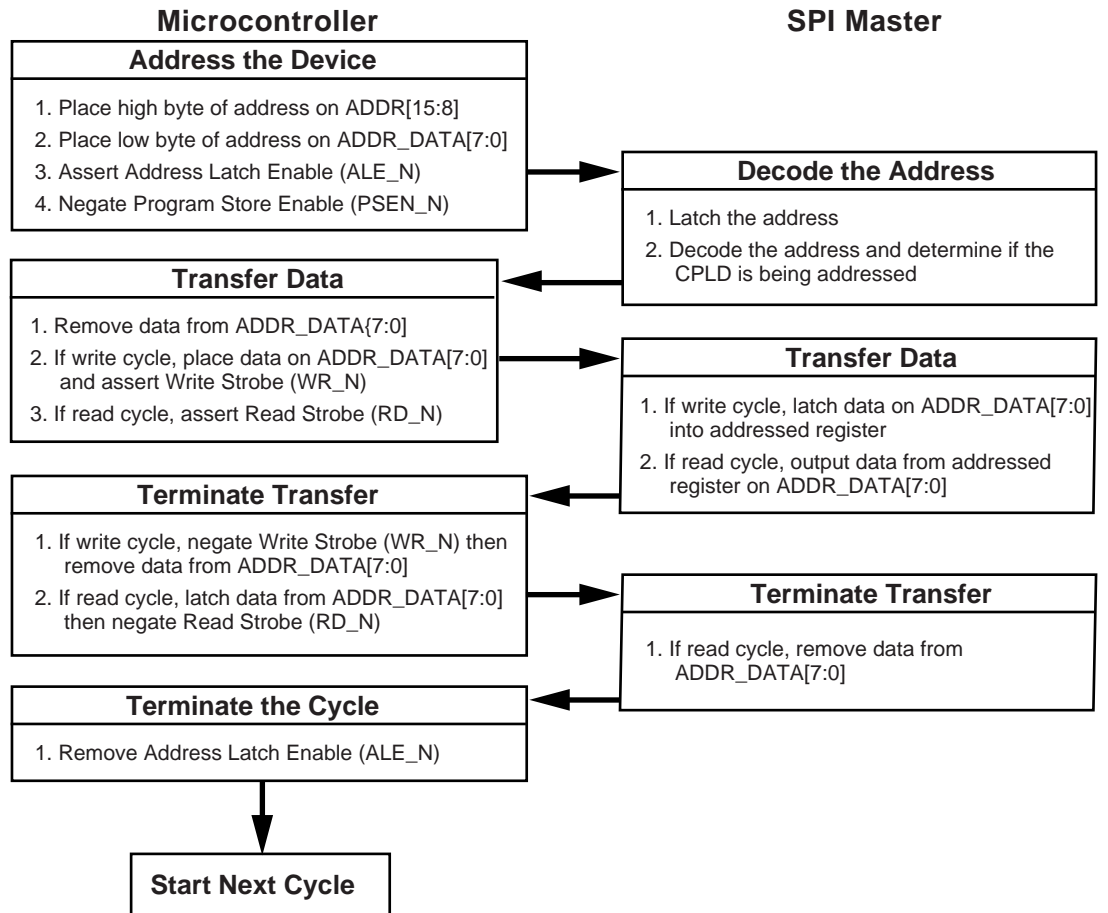 Microcontroller
SPI Master
Address the Device
1. Place high byte of address on ADDR[15:8]
2. Place low byte of address on ADDR_DATA[7:0]
3. Assert Address Latch Enable (ALE_N)
4. Negate Program Store Enable (PSEN_N)
Decode the Address
1. Latch the address
2. Decode the address and determine if the
CPLD is being addressed
Transfer Data
1. Remove data from ADDR_DATA{7:0]
2. If write cycle, place data on ADDR_DATA[7:0]
and assert Write Strobe (WR_N)
3. If read cycle, assert Read Strobe (RD_N)
Transfer Data
1. If write cycle, latch data on ADDR_DATA[7:0]
into addressed register
2. If read cycle, output data from addressed
register on ADDR_DATA[7:0]
Terminate Transfer
1. If write cycle, negate Write Strobe (WR_N) then
remove data from ADDR_DATA[7:0]
2. If read cycle, latch data from ADDR_DATA[7:0]
then negate Read Strobe (RD_N)
Terminate Transfer
1. If read cycle, remove data from
ADDR_DATA[7:0]
Terminate the Cycle
1. Remove Address Latch Enable (ALE_N)
Start Next Cycle